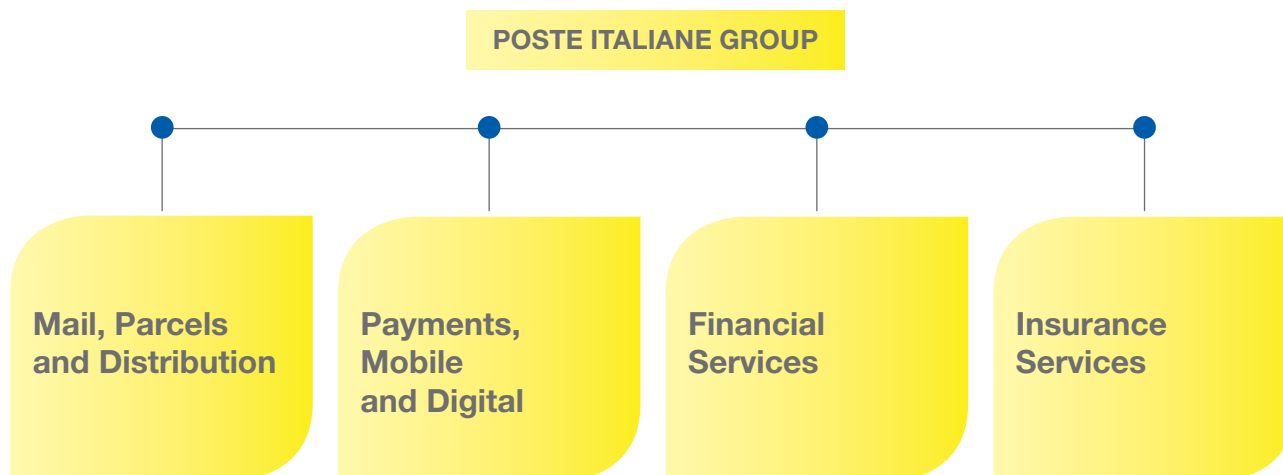 POSTE ITALIANE GROUP
Mail, Parcels
and Distribution
Payments,
Mobile
and Digital
Financial
Services
Insurance
Services